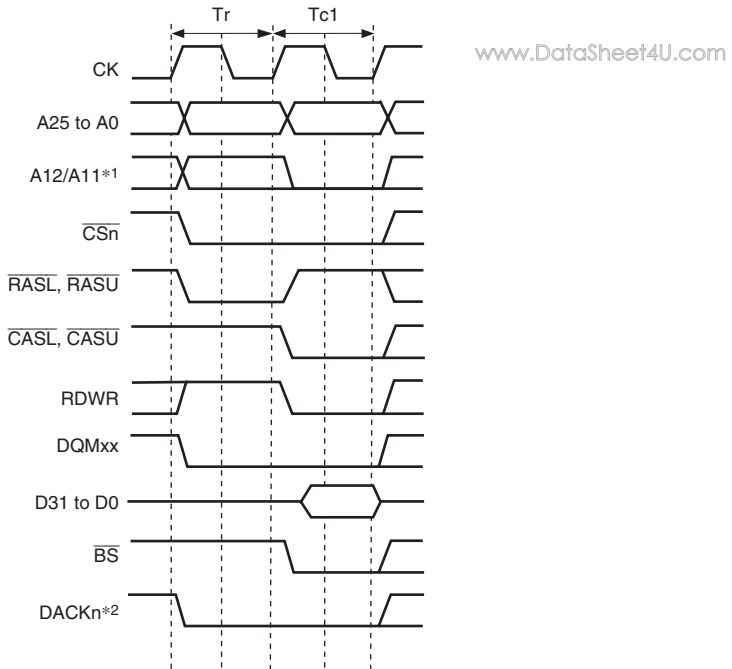 Tr Tc1
www.DataSheet4U.com
CK
A25 to A0
A12/A11*1
CSn
RASL, RASU
CASL, CASU
RDWR
DQMxx
D31 to D0
BS
DACKn*2